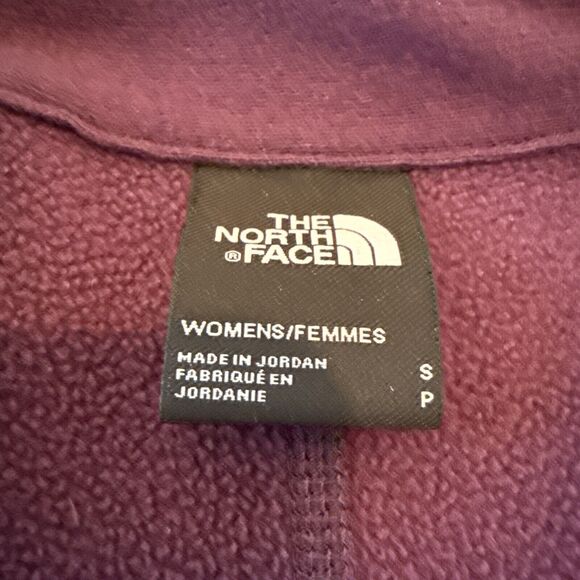 THE
NORTH
® FACE
WOMENS/FEMMES
MADE IN JORDAN
FABRIQUÉ EN
JORDANIE
S
P